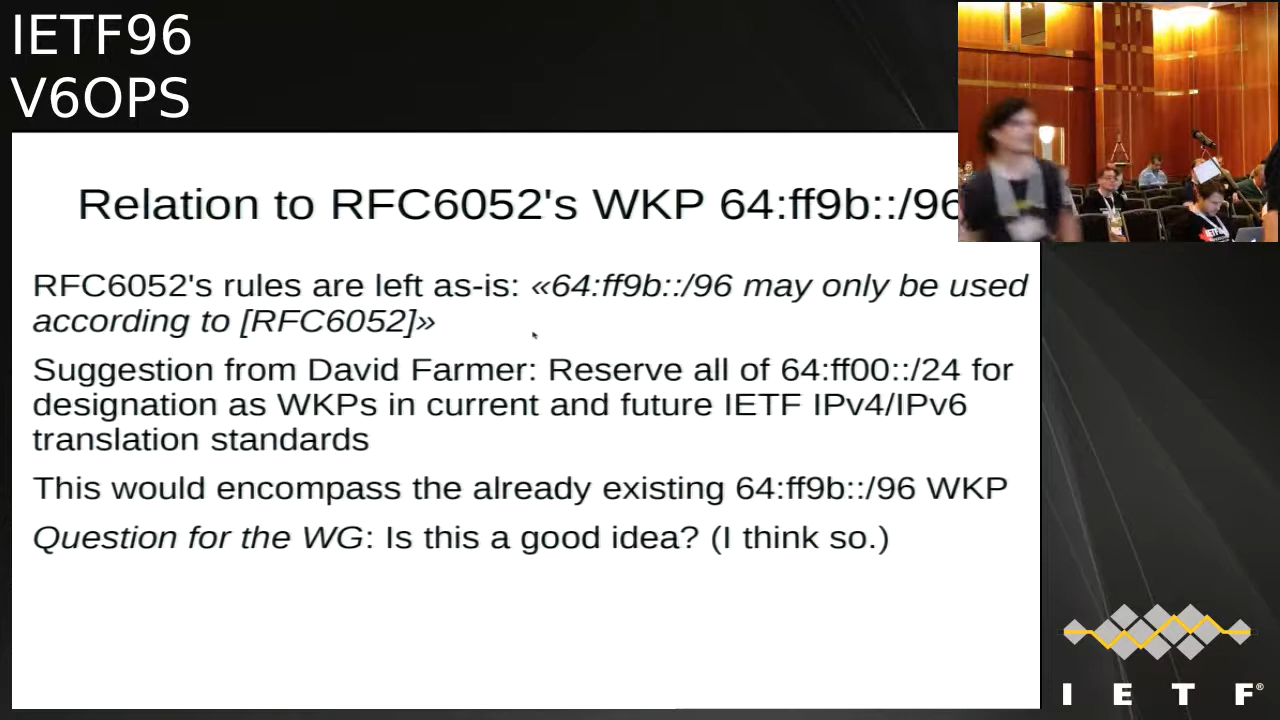 IETF96
V6OPS
Relation to RFC6052's WKP 64:ff9b::/96
RFC6052's rules are left as-is: «64:ff9b::/96 may only be used
according to [RFC6052]»
Suggestion from David Farmer: Reserve all of 64:ff00::/24 for
designation as WKPs in current and future IETF IPv4/IPv6
translation standards
This would encompass the already existing 64:ff9b::/96 WKP
Question for the WG: Is this a good idea? (I think so.)
I E T F®